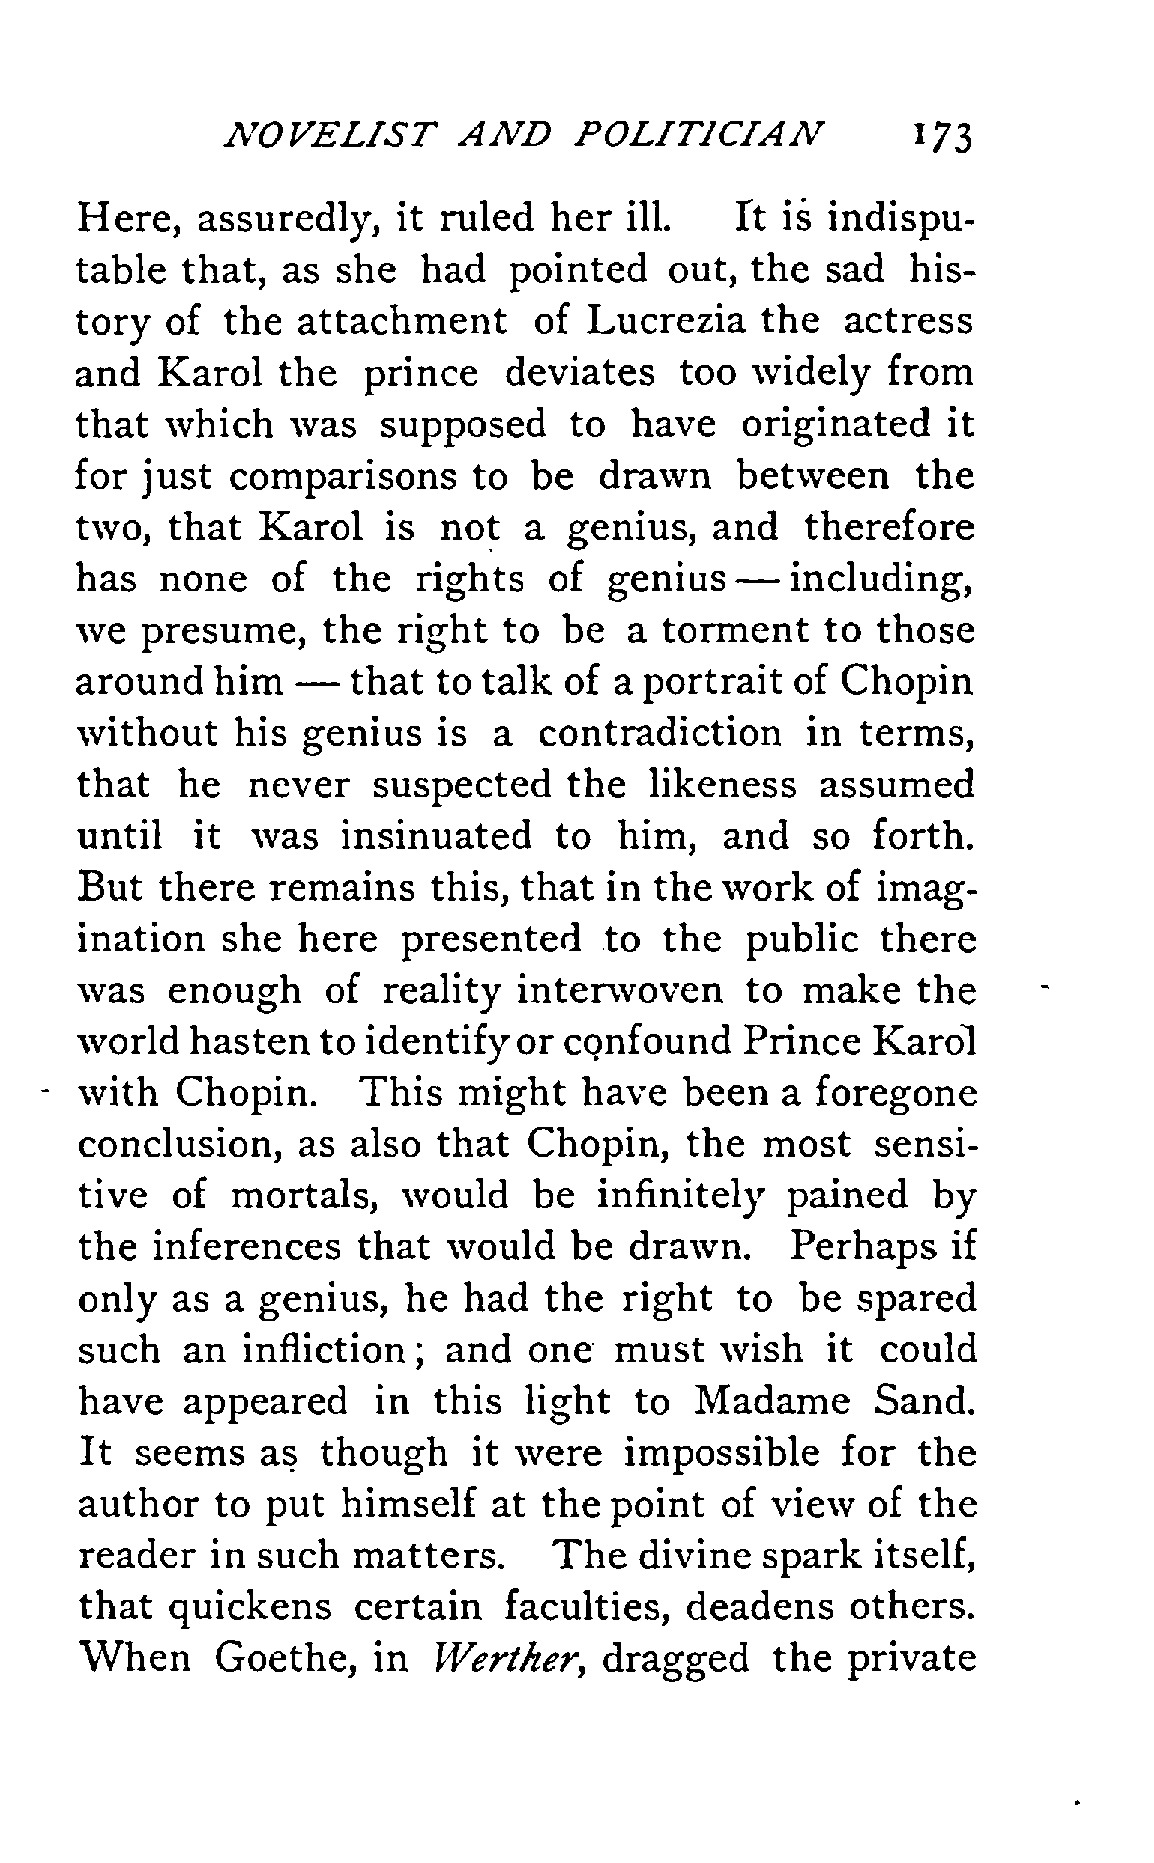 NOVELIST AND POLITICIAN 173
Here, assuredly, it ruled her ill. It is indispu-
table that, as she had pointed out, the sad his-
tory of the attachment of Lucrezia the actress
and Karol the prince deviates too widely from
that which was supposed to have originated it
for just comparisons to be drawn between the
two, that Karol is not a genius, and therefore
has none of the rights of genius — including,
we presume, the right to be a torment to those
around him — that to talk of a portrait of Chopin
without his genius is a contradiction in terms,
that he never suspected the likeness assumed
until it was insinuated to him, and so forth.
But there remains this, that in the work of imag-
ination she here presented to the public there
was enough of reality interwoven to make the
world hasten to identify or confound Prince Karol
with Chopin. This might have been a foregone
conclusion, as also that Chopin, the most sensi-
tive of mortals, would be infinitely pained by
the inferences that would be drawn. Perhaps if
only as a genius, he had the right to be spared
such an infliction; and one must wish it could
have appeared in this light to Madame Sand.
It seems as though it were impossible for the
author to put himself at the point of view of the
reader in such matters. The divine spark itself,
that quickens certain faculties, deadens others.
When Goethe, in Werther, dragged the private